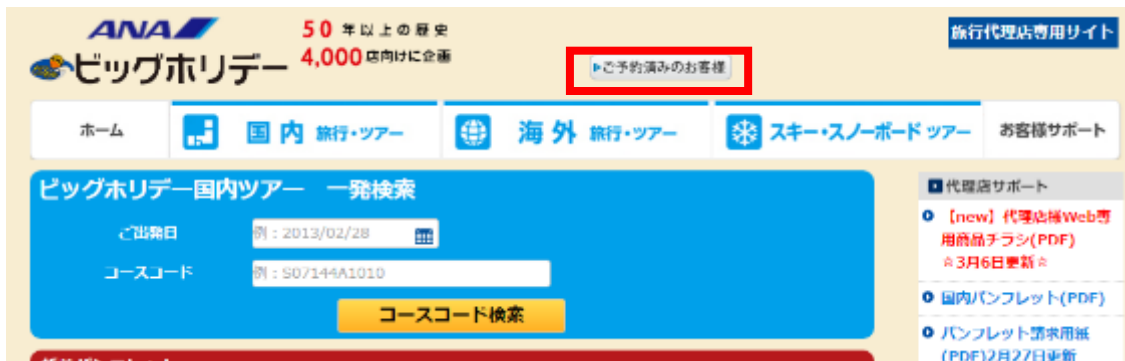 ANA
ビッグホリデー
50年以上の歴史
4,000店向けに企画
ご予約済みのお客様
旅行代理店専用サイト
ホーム
国内 旅行・ツアー
海外 旅行・ツアー
スキー・スノーボード ツアー
お客様サポート
ビッグホリデー国内ツアー 一発検索
ご出発日
例：2013/02/28
コースコード
例：S07144A1010
コースコード検索
代理店サポート
【new】代理店様Web専
用商品チラシ(PDF)
☆3月6日更新☆
国内パンフレット(PDF)
パンフレット請求用紙
(PDF)2月27日更新